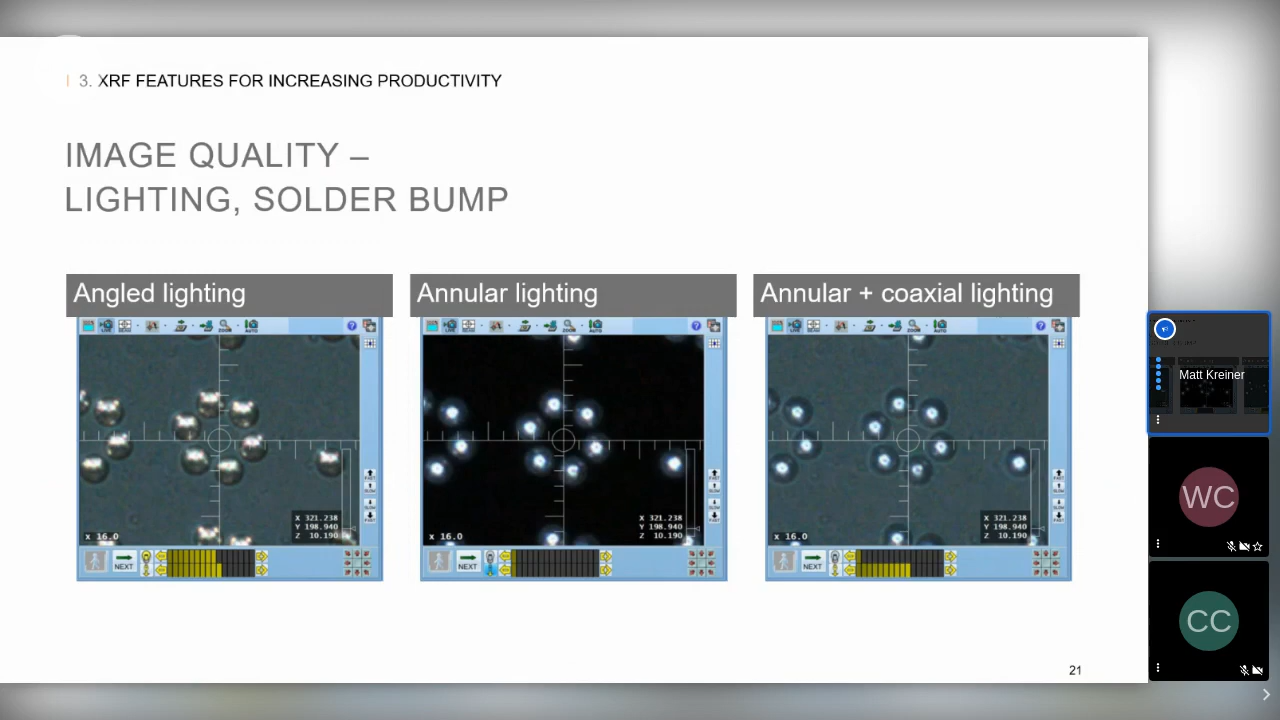 3. XRF FEATURES FOR INCREASING PRODUCTIVITY
IMAGE QUALITY –
LIGHTING, SOLDER BUMP
Angled lighting
Annular lighting
Annular + coaxial lighting
X 321.238
Y 198.940
Z 10.190
x 16.0
NEXT
X 321.238
Y 198.940
Z 10.190
x 16.0
NEXT
X 321.238
Y 198.940
Z 10.190
x 16.0
NEXT
21
Matt Kreiner
WC
CC